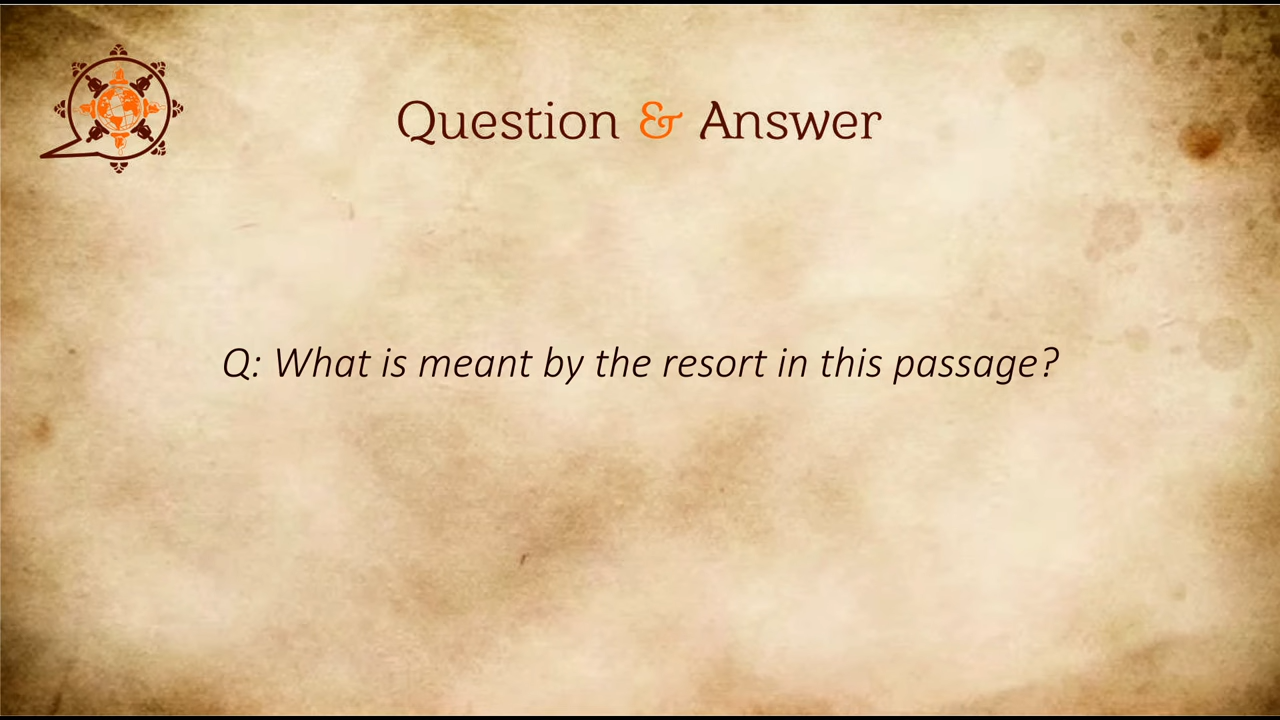 Question & Answer
Q: What is meant by the resort in this passage?